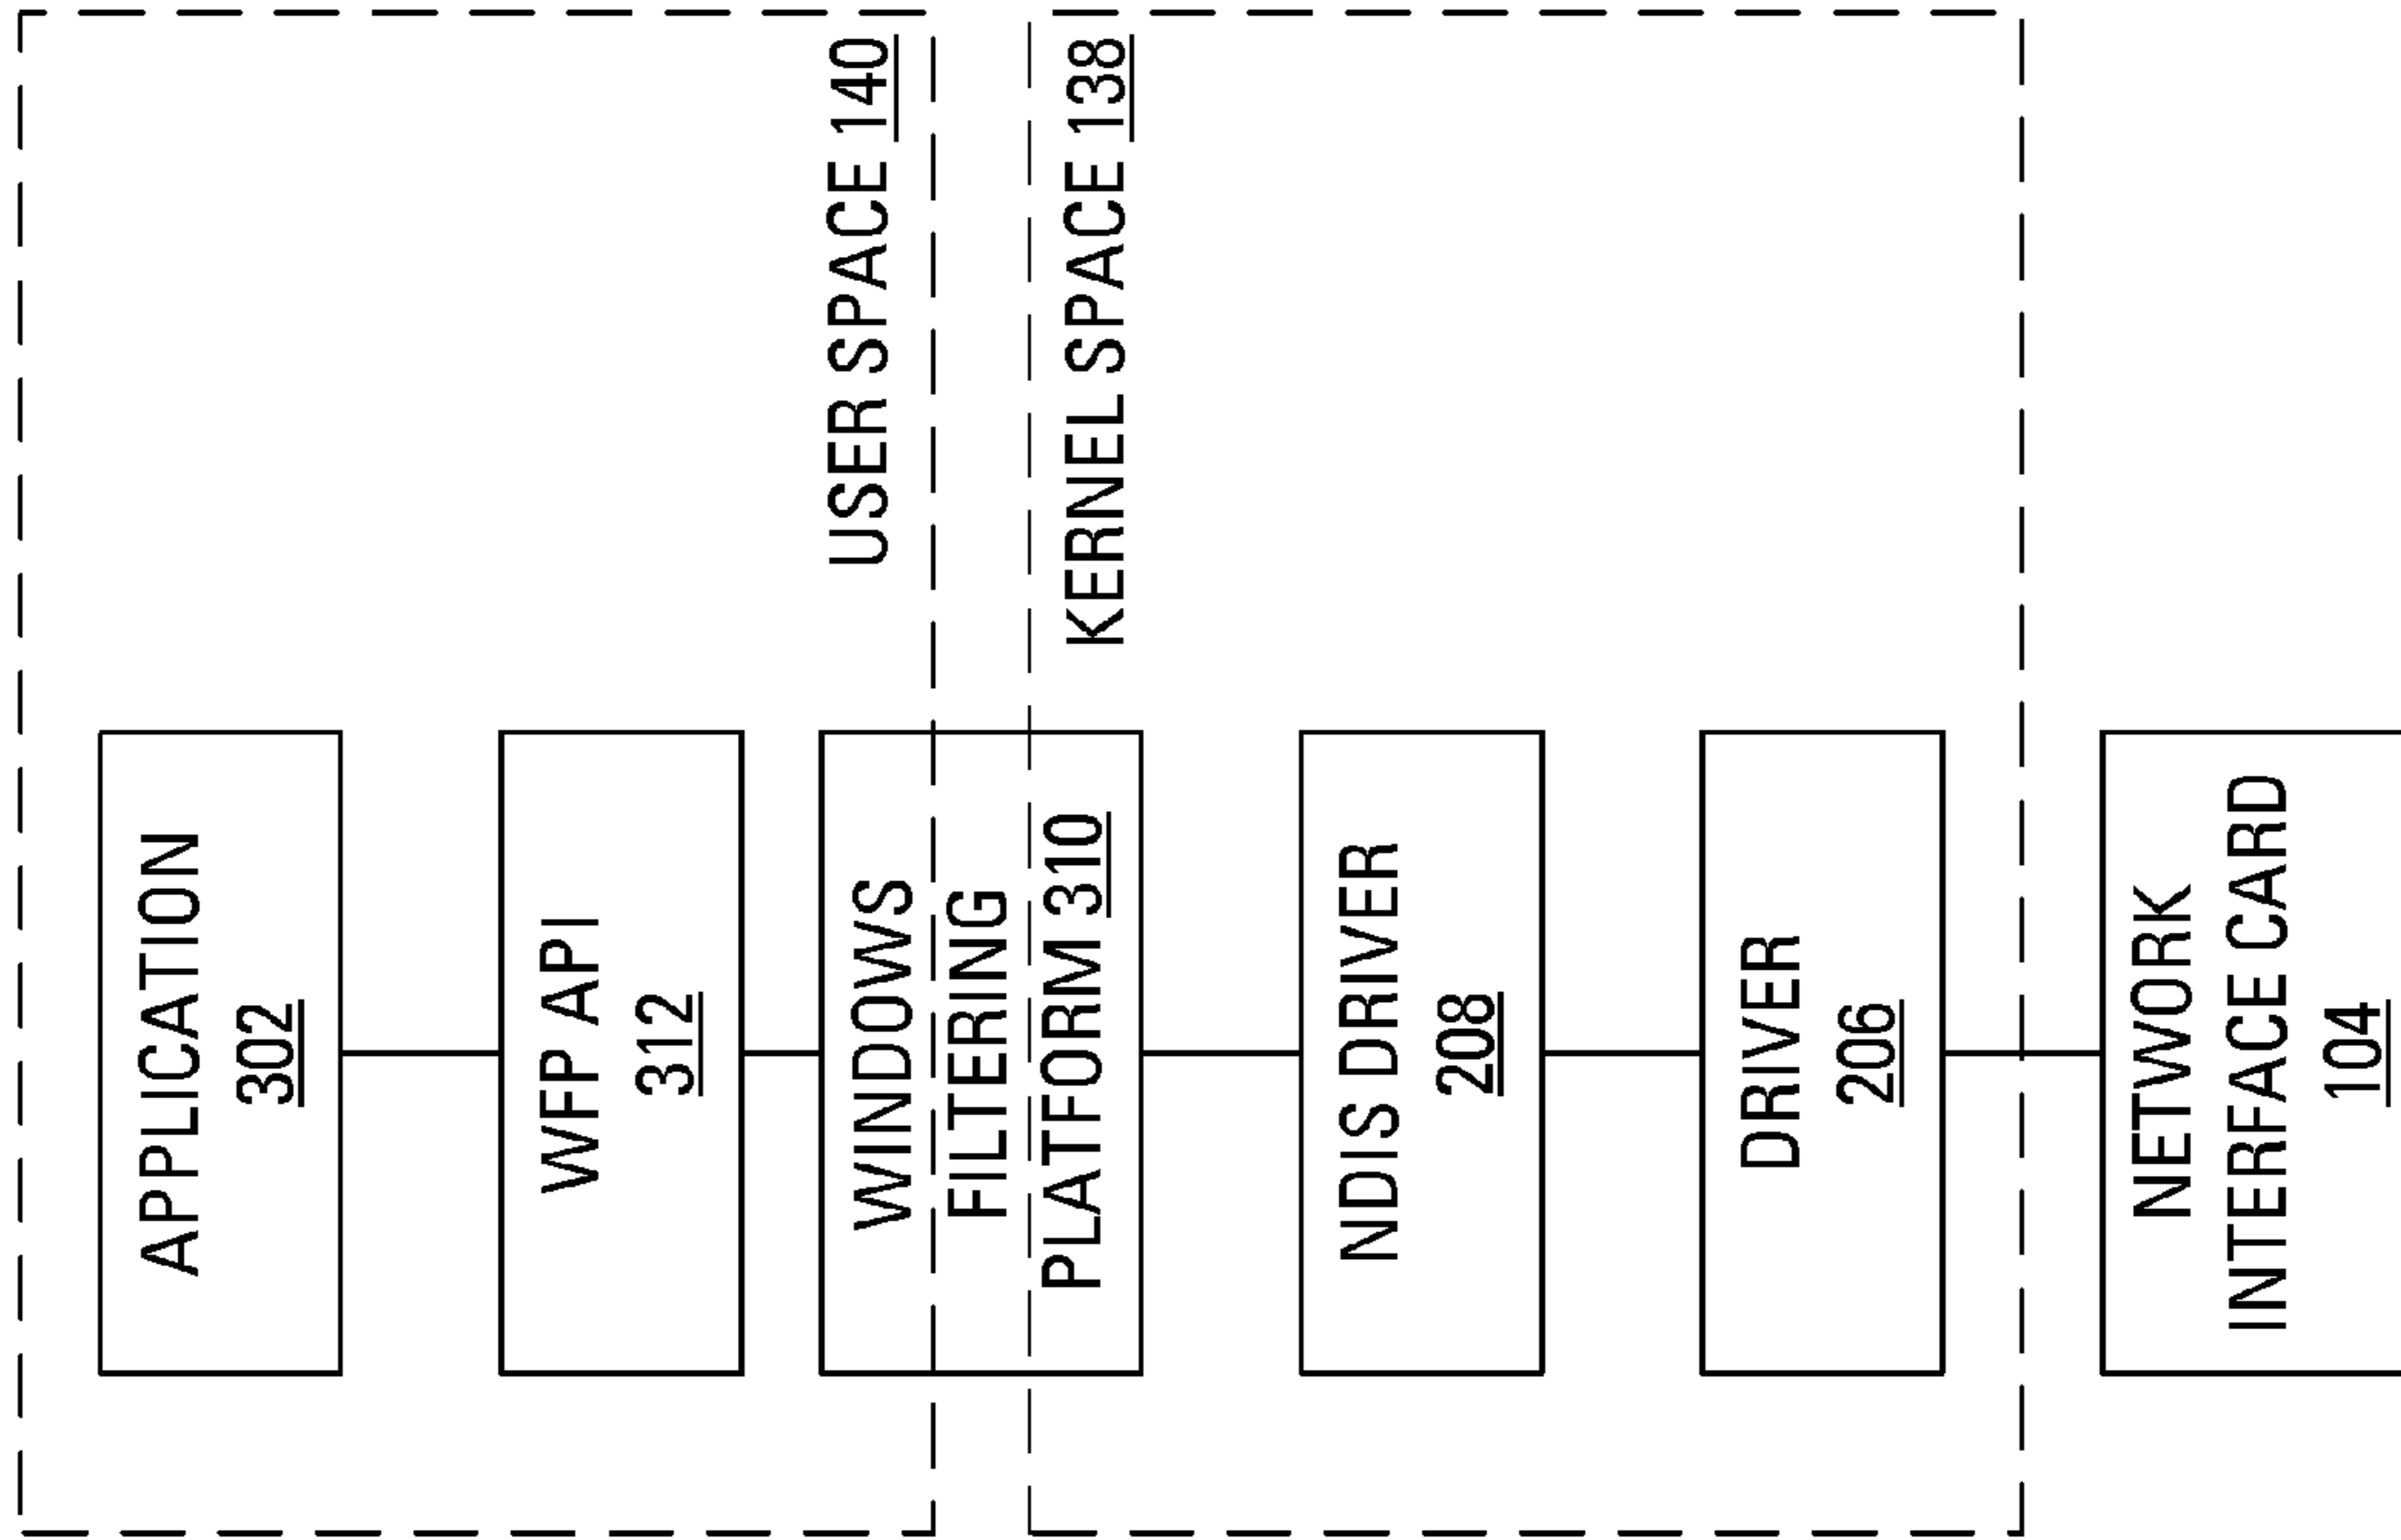 APPLICATION
302
WFP API
312
WINDOWS
FILTERING
PLATFORM 310
USER SPACE 140
KERNEL SPACE 138
NDIS DRIVER
208
DRIVER
206
NETWORK
INTERFACE CARD
104